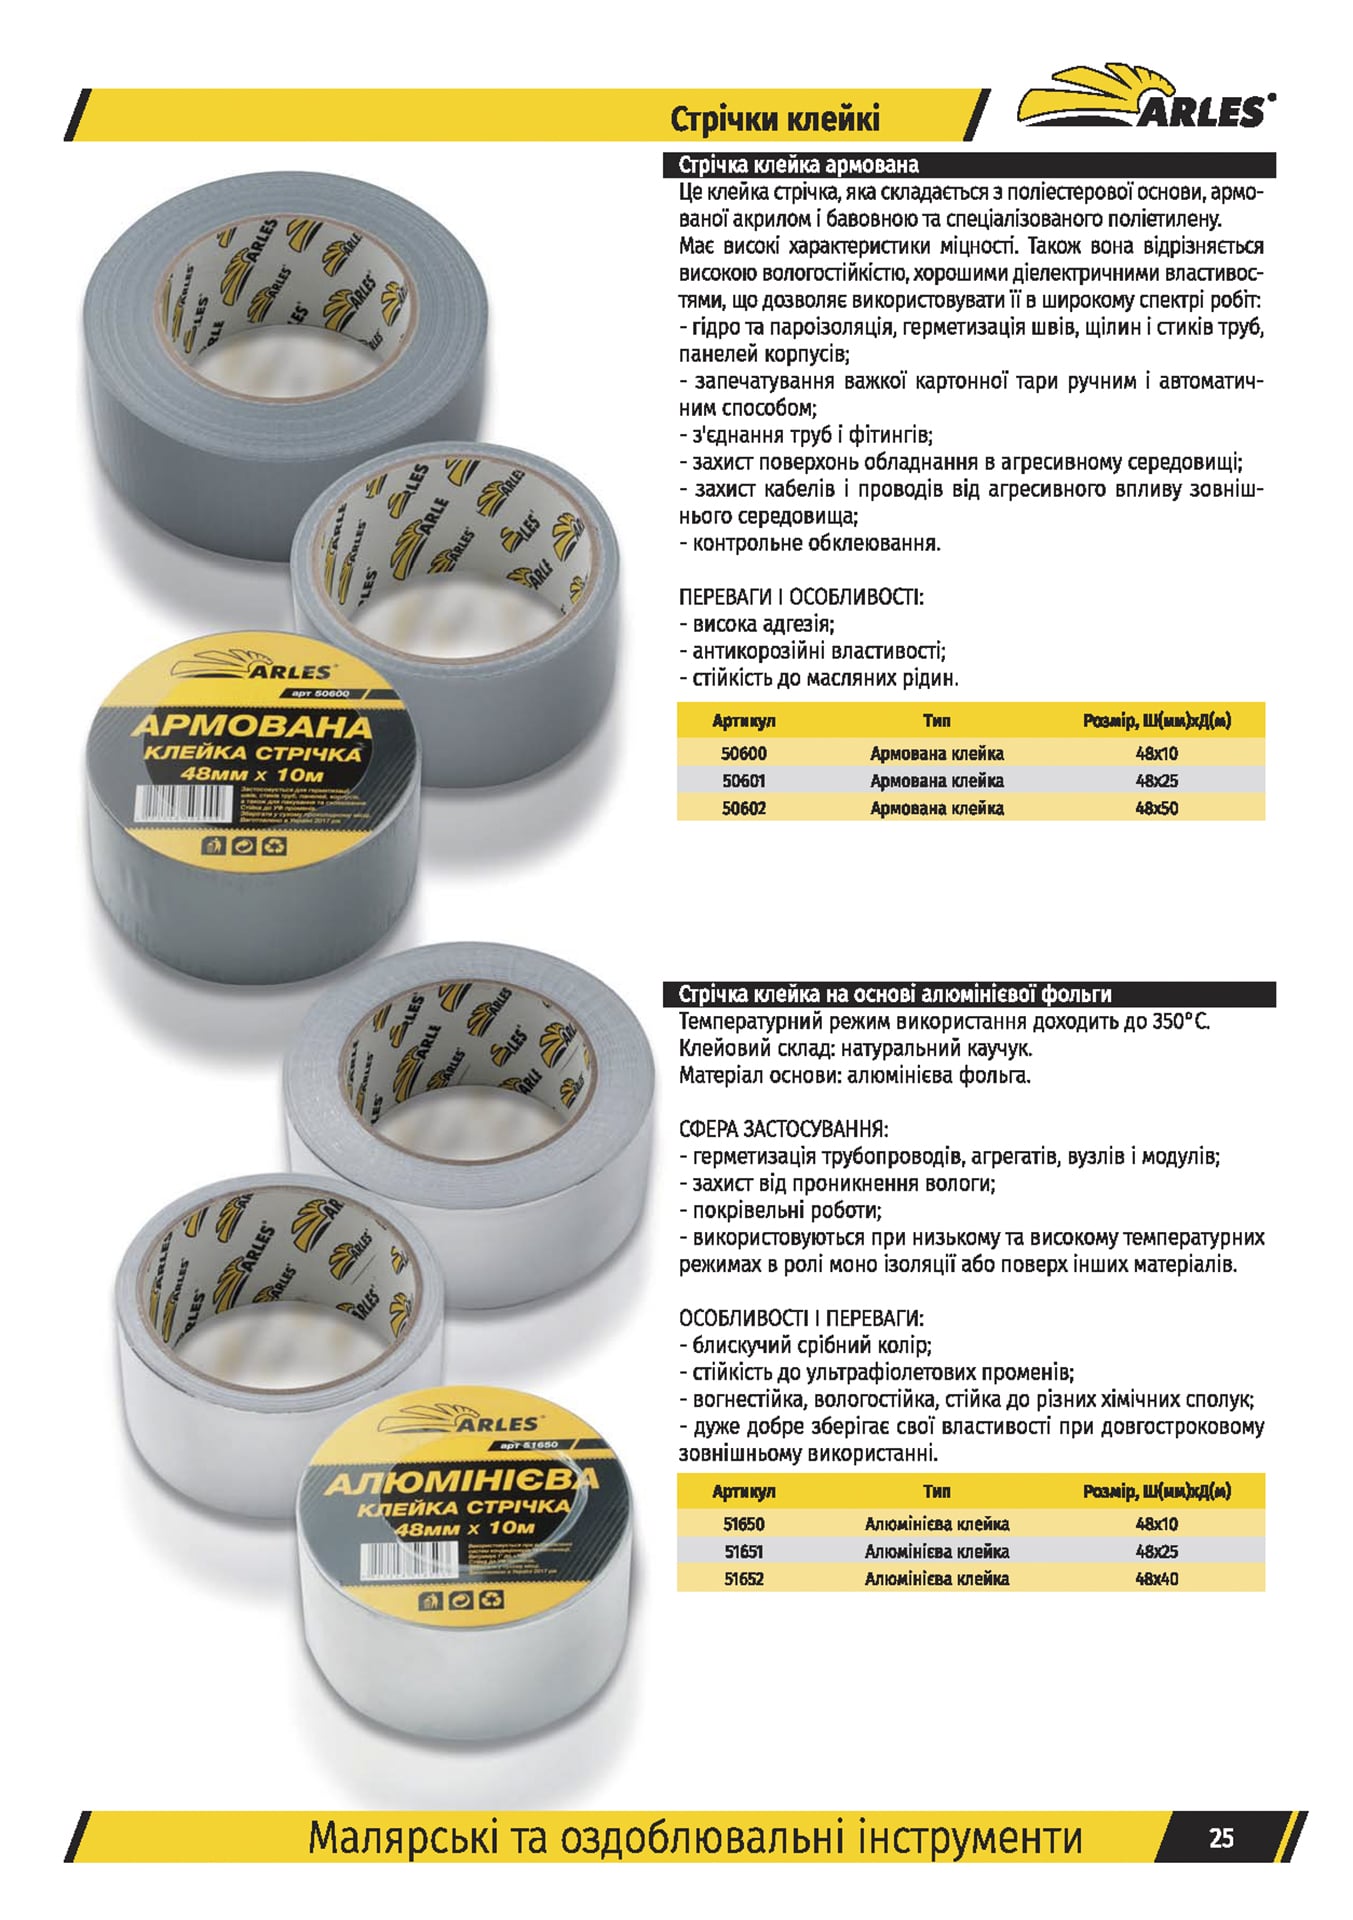 Стрічки клейкі
ARLES
Стрічка клейка армована
Це клейка стрічка, яка складається з поліестерової основи, армо-
ваної акрилом і бавовною та спеціалізованого поліетилену.
Має високі характеристики міцності. Також вона відрізняється
високою вологостійкістю, хорошими діелектричними властивос-
тями, що дозволяє використовувати її в широкому спектрі робіт:
- гідро та пароізоляція, герметизація швів, щілин і стиків труб,
панелей корпусів;
- запечатування важкої картонної тари ручним і автоматич-
ним способом;
- з'єднання труб і фітингів;
- захист поверхонь обладнання в агресивному середовищі;
- захист кабелів і проводів від агресивного впливу зовніш-
нього середовища;
- контрольне обклеювання.
ПЕРЕВАГИ І ОСОБЛИВОСТІ:
- висока адгезія;
- антикорозійні властивості;
- стійкість до масляних рідин.
Артикул Тип Розмір, Ш(мм)хД(м)
50600 Армована клейка 48х10
50601 Армована клейка 48х25
50602 Армована клейка 48х50
ARLES
арт 50600
АРМОВАНА
КЛЕЙКА СТРІЧКА
48мм х 10м
Стрічка клейка на основі алюмінієвої фольги
Температурний режим використання доходить до 350°С.
Клейовий склад: натуральний каучук.
Матеріал основи: алюмінієва фольга.
СФЕРА ЗАСТОСУВАННЯ:
- герметизація трубопроводів, агрегатів, вузлів і модулів;
- захист від проникнення вологи;
- покрівельні роботи;
- використовуються при низькому та високому температурних
режимах в ролі моно ізоляції або поверх інших матеріалів.
ОСОБЛИВОСТІ І ПЕРЕВАГИ:
- блискучий срібний колір;
- стійкість до ультрафіолетових променів;
- вогнестійка, вологостійка, стійка до різних хімічних сполук;
- дуже добре зберігає свої властивості при довгостроковому
зовнішньому використанні.
Артикул Тип Розмір, Ш(мм)хД(м)
51650 Алюмінієва клейка 48х10
51651 Алюмінієва клейка 48х25
51652 Алюмінієва клейка 48х40
ARLES
арт 51650
АЛЮМІНІЄВА
КЛЕЙКА СТРІЧКА
48мм х 10м
Малярські та оздоблювальні інструменти
25